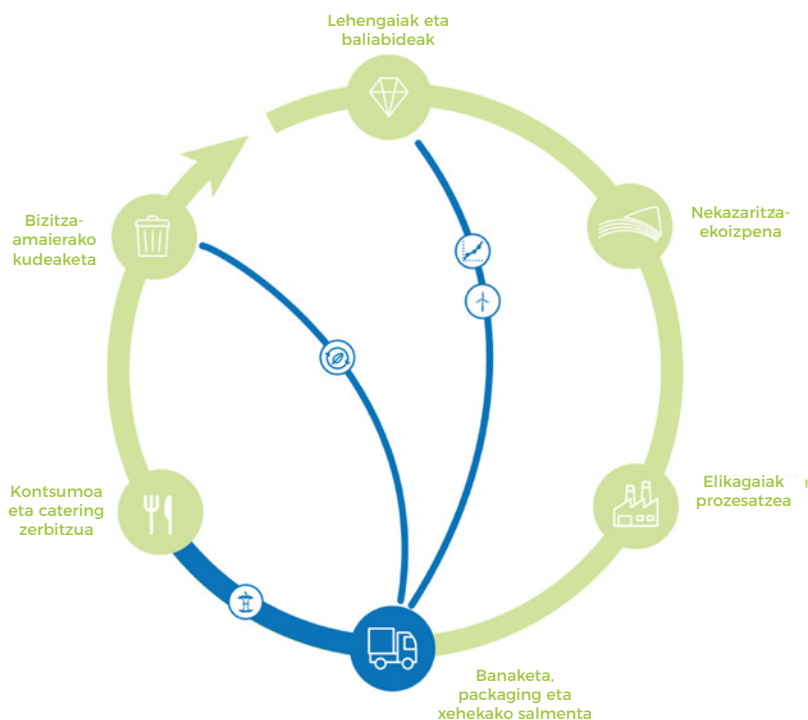 Lehengaiak eta
baliabideak
Nekazaritza-
ekoizpena
Elikagaiak
prozesatzea
Banaketa,
packaging eta
xehekako salmenta
Kontsumoa
eta catering
zerbitzua
Bizitza-
amaierako
kudeaketa